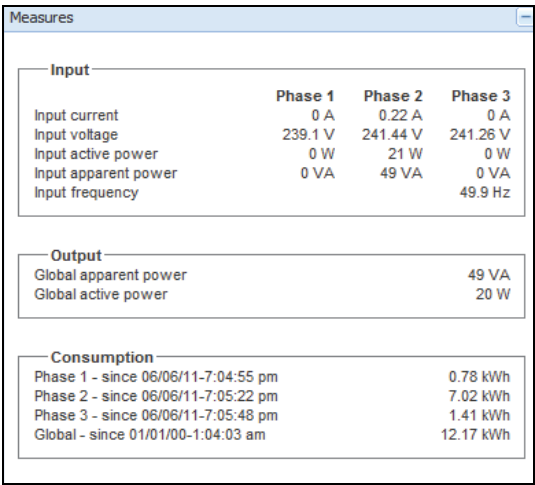 Measures
Input
Phase 1 Phase 2 Phase 3
Input current 0 A 0.22 A 0 A
Input voltage 239.1 V 241.44 V 241.26 V
Input active power 0 W 21 W 0 W
Input apparent power 0 VA 49 VA 0 VA
Input frequency 49.9 Hz
Output
Global apparent power 49 VA
Global active power 20 W
Consumption
Phase 1 - since 06/06/11-7:04:55 pm 0.78 kWh
Phase 2 - since 06/06/11-7:05:22 pm 7.02 kWh
Phase 3 - since 06/06/11-7:05:48 pm 1.41 kWh
Global - since 01/01/00-1:04:03 am 12.17 kWh